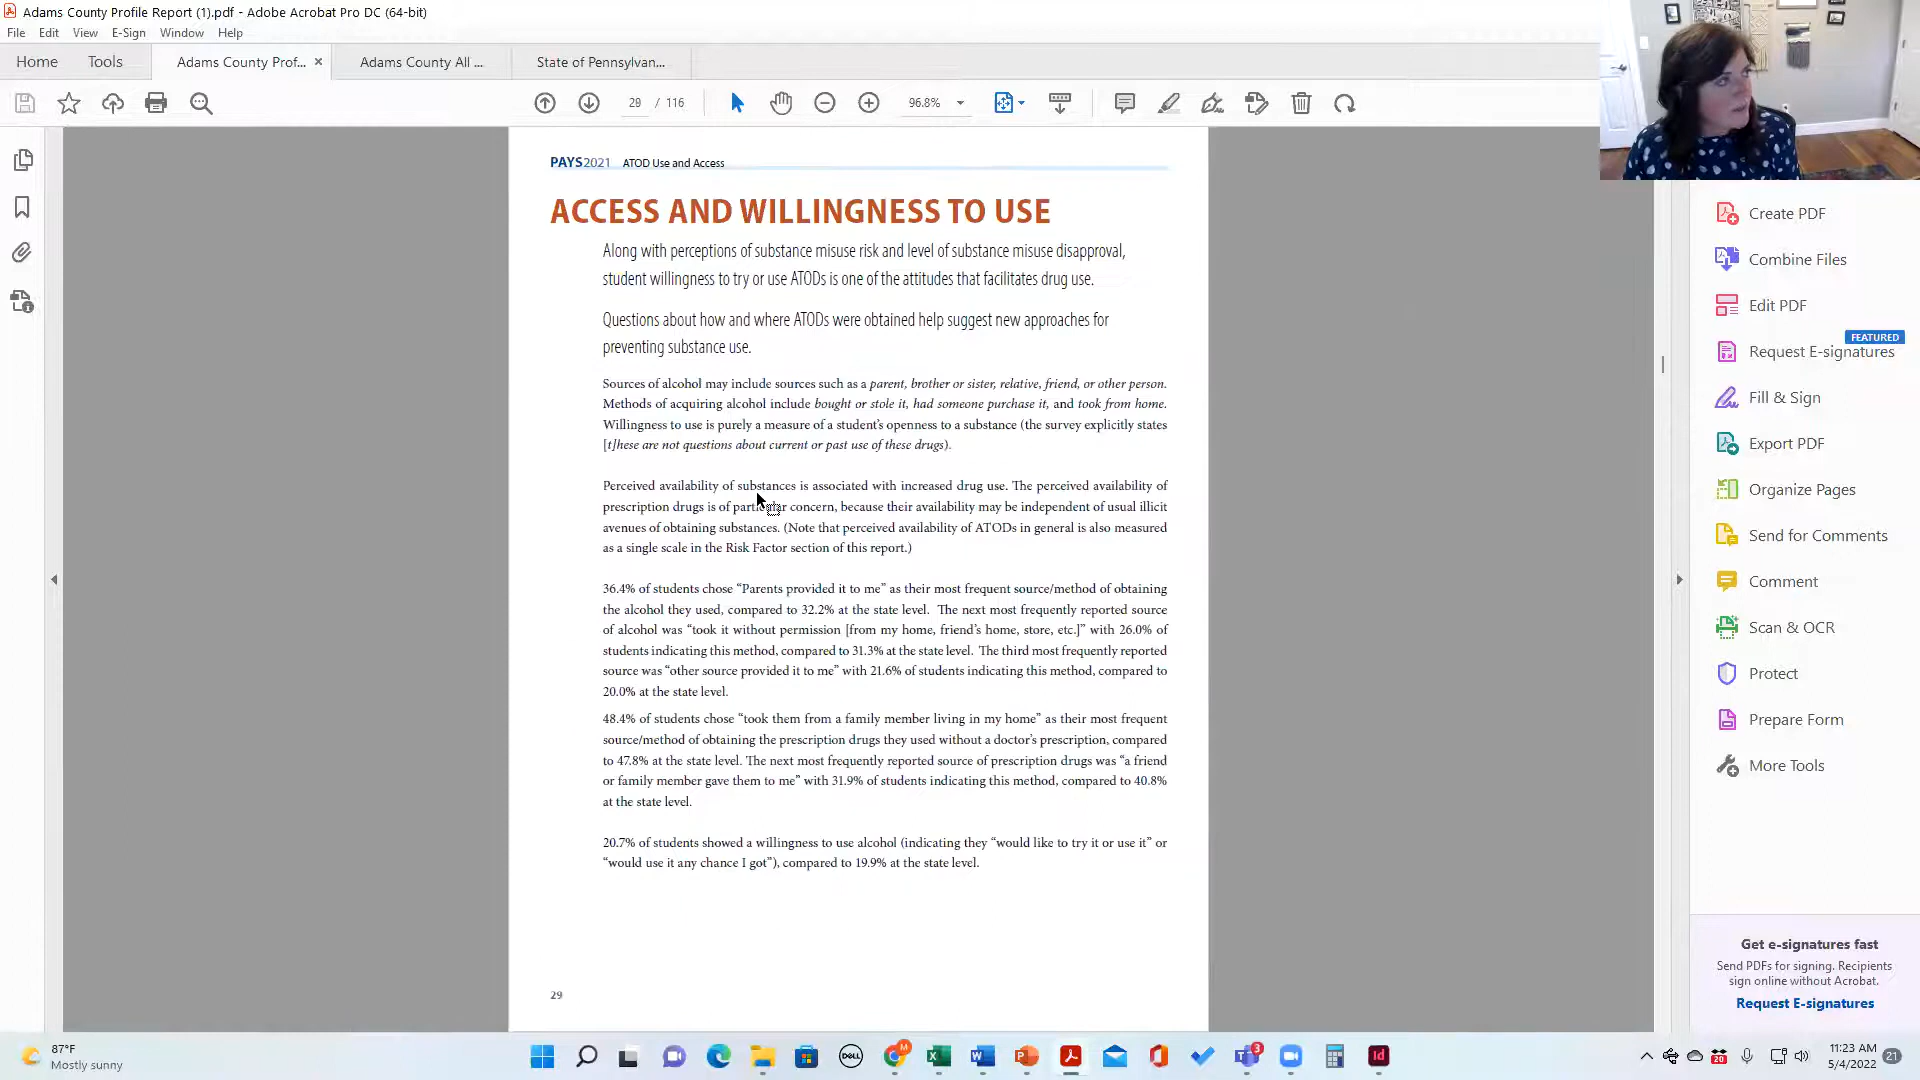 Adams County Profile Report (1).pdf - Adobe Acrobat Pro DC (64-bit)
File Edit View E-Sign Window Help
Home Tools Adams County Prof... × Adams County All ... State of Pennsylvan...
29 / 116 96.8%
PAYS2021 ATOD Use and Access
ACCESS AND WILLINGNESS TO USE
Along with perceptions of substance misuse risk and level of substance misuse disapproval,
student willingness to try or use ATODs is one of the attitudes that facilitates drug use.
Questions about how and where ATODs were obtained help suggest new approaches for
preventing substance use.
Sources of alcohol may include sources such as a parent, brother or sister, relative, friend, or other person.
Methods of acquiring alcohol include bought or stole it, had someone purchase it, and took from home.
Willingness to use is purely a measure of a student's openness to a substance (the survey explicitly states
[t]hese are not questions about current or past use of these drugs).
Perceived availability of substances is associated with increased drug use. The perceived availability of
prescription drugs is of particular concern, because their availability may be independent of usual illicit
avenues of obtaining substances. (Note that perceived availability of ATODs in general is also measured
as a single scale in the Risk Factor section of this report.)
36.4% of students chose “Parents provided it to me” as their most frequent source/method of obtaining
the alcohol they used, compared to 32.2% at the state level. The next most frequently reported source
of alcohol was “took it without permission [from my home, friend's home, store, etc.]” with 26.0% of
students indicating this method, compared to 31.3% at the state level. The third most frequently reported
source was “other source provided it to me” with 21.6% of students indicating this method, compared to
20.0% at the state level.
48.4% of students chose “took them from a family member living in my home” as their most frequent
source/method of obtaining the prescription drugs they used without a doctor's prescription, compared
to 47.8% at the state level. The next most frequently reported source of prescription drugs was “a friend
or family member gave them to me” with 31.9% of students indicating this method, compared to 40.8%
at the state level.
20.7% of students showed a willingness to use alcohol (indicating they “would like to try it or use it” or
“would use it any chance I got”), compared to 19.9% at the state level.
29
Create PDF
Combine Files
Edit PDF
FEATURED
Request E-signatures
Fill & Sign
Export PDF
Organize Pages
Send for Comments
Comment
Scan & OCR
Protect
Prepare Form
More Tools
Get e-signatures fast
Send PDFs for signing. Recipients
sign online without Acrobat.
Request E-signatures
87°F
Mostly sunny
DELL
M
3
Id
20
11:23 AM
5/4/2022
21